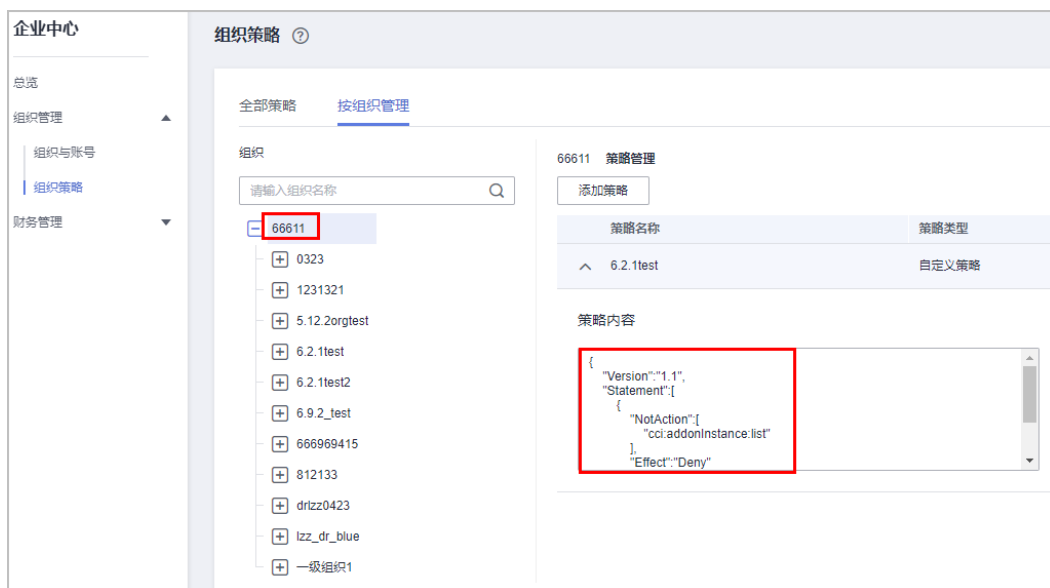 企业中心
总览
组织管理
组织与账号
组织策略
财务管理
组织策略 ?
全部策略 按组织管理
组织
请输入组织名称
66611
0323
1231321
5.12.2orgtest
6.2.1test
6.2.1test2
6.9.2_test
666969415
812133
drlzz0423
lzz_dr_blue
一级组织1
66611 策略管理
添加策略
策略名称 策略类型
6.2.1test 自定义策略
策略内容
{
"Version":"1.1",
"Statement":[
{
"NotAction":[
"cci:addonInstance:list"
],
"Effect":"Deny"